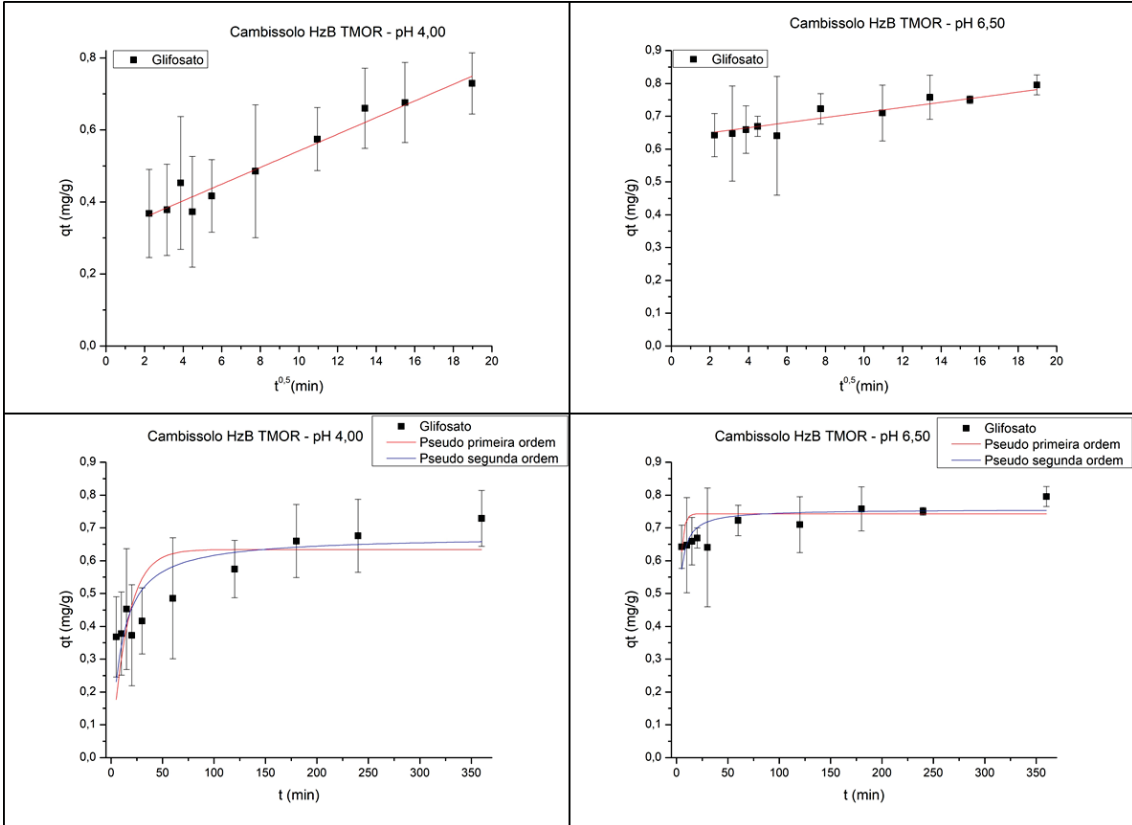 Cambissolo HzB TMOR - pH 4,00
Glifosato
0,8
0,6
0,4
0,2
0,0
qt (mg/g)
0 2 4 6 8 10 12 14 16 18 20
t0,5(min)
Cambissolo HzB TMOR - pH 6,50
Glifosato
0,9
0,8
0,7
0,6
0,5
0,4
0,3
0,2
0,1
0,0
qt (mg/g)
0 2 4 6 8 10 12 14 16 18 20
t0,5(min)
Cambissolo HzB TMOR - pH 4,00
Glifosato
Pseudo primeira ordem
Pseudo segunda ordem
0,9
0,8
0,7
0,6
0,5
0,4
0,3
0,2
0,1
0,0
qt (mg/g)
0 50 100 150 200 250 300 350
t (min)
Cambissolo HzB TMOR - pH 6,50
Glifosato
Pseudo primeira ordem
Pseudo segunda ordem
0,9
0,8
0,7
0,6
0,5
0,4
0,3
0,2
0,1
0,0
qt (mg/g)
0 50 100 150 200 250 300 350
t (min)